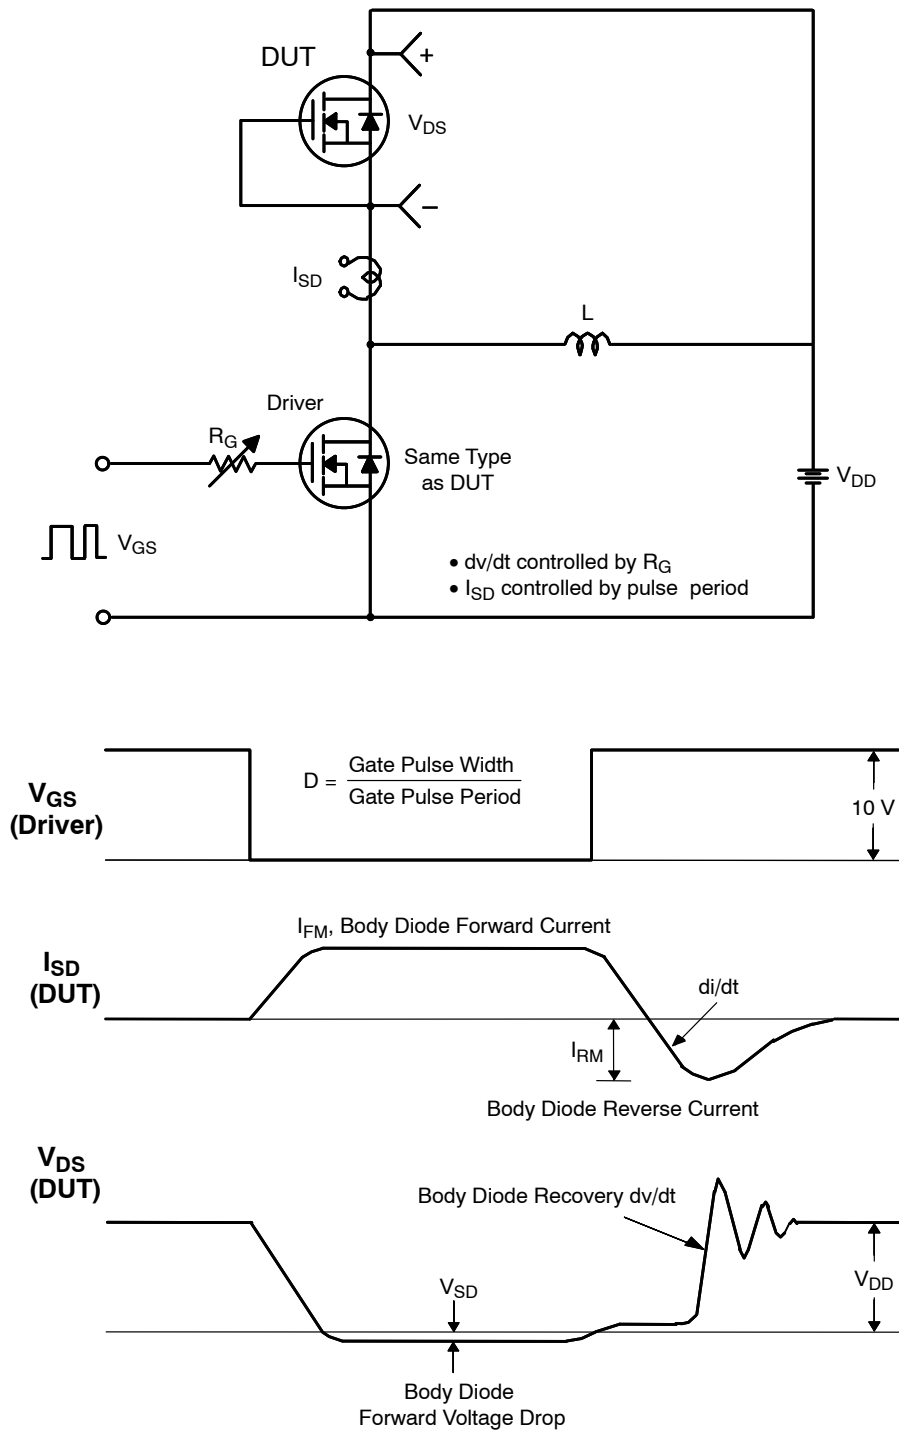 DUT
+
V_DS
−
I_SD
L
Driver
R_G
Same Type
as DUT
V_DD
V_GS
• dv/dt controlled by R_G
• I_SD controlled by pulse period
V_GS
(Driver)
D = Gate Pulse Width
Gate Pulse Period
10 V
I_FM, Body Diode Forward Current
I_SD
(DUT)
di/dt
I_RM
Body Diode Reverse Current
V_DS
(DUT)
Body Diode Recovery dv/dt
V_SD
V_DD
Body Diode
Forward Voltage Drop